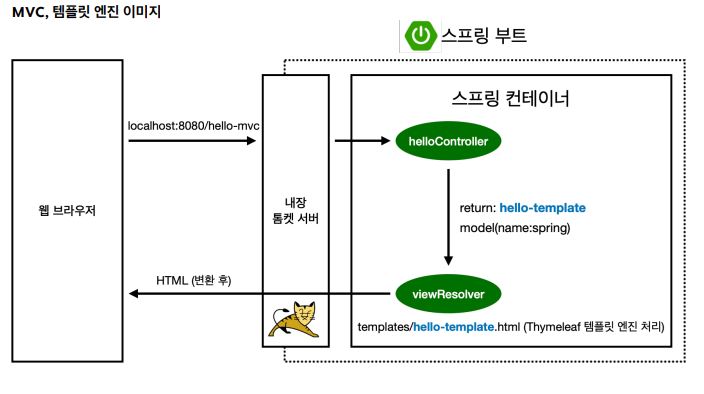 MVC, 템플릿 엔진 이미지
스프링 부트
스프링 컨테이너
localhost:8080/hello-mvc
helloController
웹 브라우저
내장
톰켓 서버
return: hello-template
model(name:spring)
HTML (변환 후)
viewResolver
templates/hello-template.html (Thymeleaf 템플릿 엔진 처리)